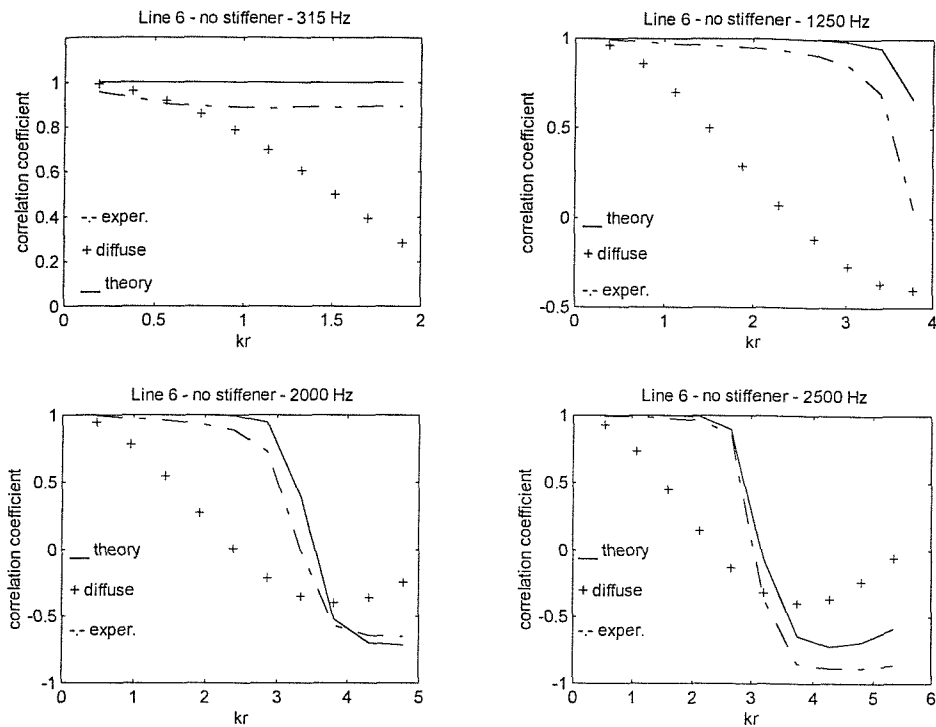 Line 6 - no stiffener - 315 Hz
correlation coefficient
1
0.8
0.6
0.4
0.2
0
-.-. exper.
+ diffuse
__ theory
0 0.5 1 1.5 2
kr
Line 6 - no stiffener - 1250 Hz
correlation coefficient
1
0.5
0
-0.5
__ theory
+ diffuse
-.-. exper.
0 1 2 3 4
kr
Line 6 - no stiffener - 2000 Hz
correlation coefficient
1
0.5
0
-0.5
-1
__ theory
+ diffuse
-.-. exper.
0 1 2 3 4 5
kr
Line 6 - no stiffener - 2500 Hz
correlation coefficient
1
0.5
0
-0.5
-1
__ theory
+ diffuse
-.-. exper.
0 1 2 3 4 5 6
kr